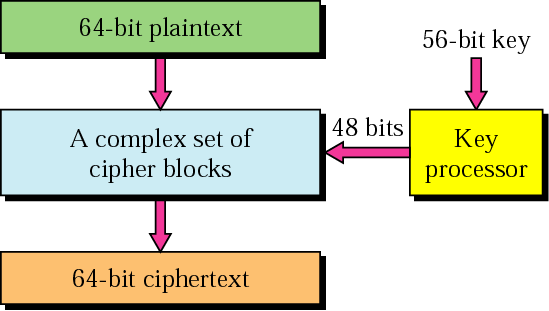 64-bit plaintext
56-bit key
A complex set of
cipher blocks
48 bits
Key
processor
64-bit ciphertext